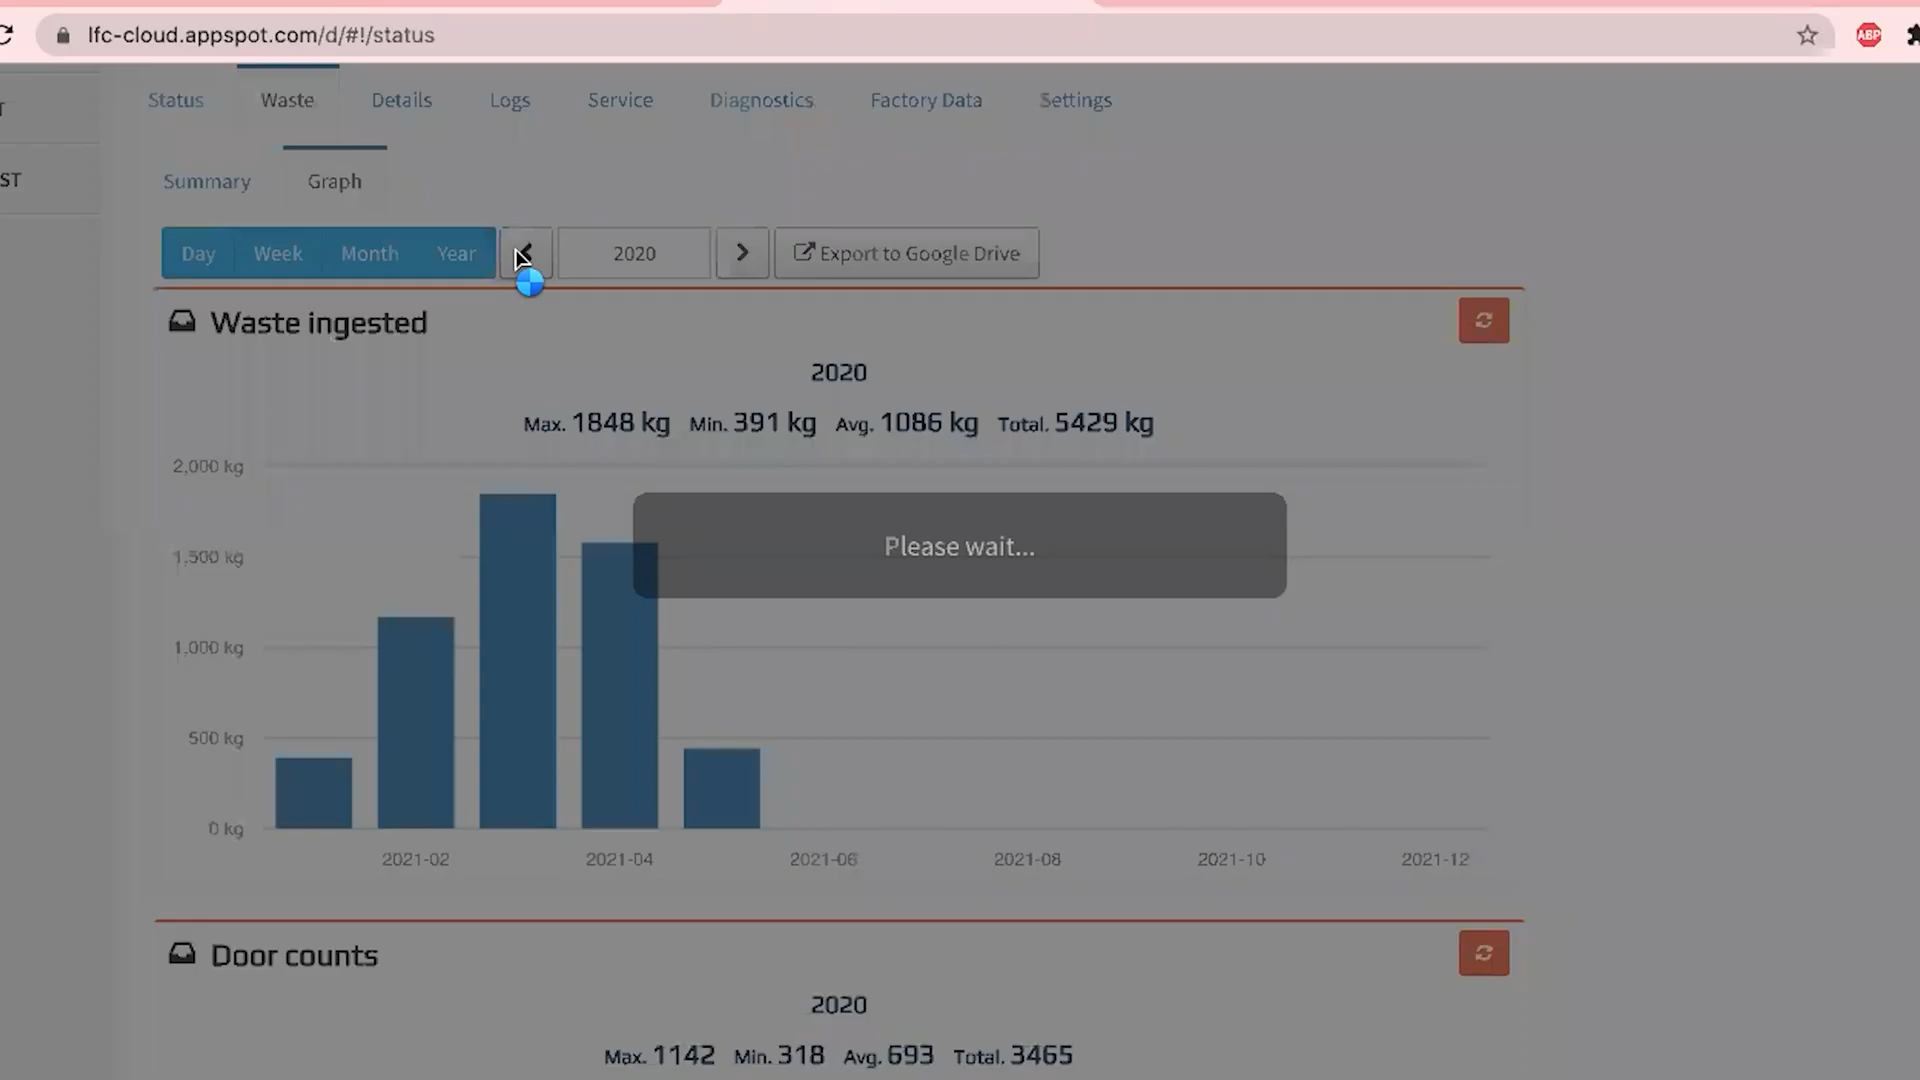 lfc-cloud.appspot.com/d/#!/status
ABP
Status Waste Details Logs Service Diagnostics Factory Data Settings
T
ST
Summary Graph
Day Week Month Year 2020 Export to Google Drive
Waste ingested
2020
Max. 1848 kg Min. 391 kg Avg. 1086 kg Total. 5429 kg
2,000 kg
Please wait...
1,500 kg
1,000 kg
500 kg
0 kg
2021-02 2021-04 2021-06 2021-08 2021-10 2021-12
Door counts
2020
Max. 1142 Min. 318 Avg. 693 Total. 3465